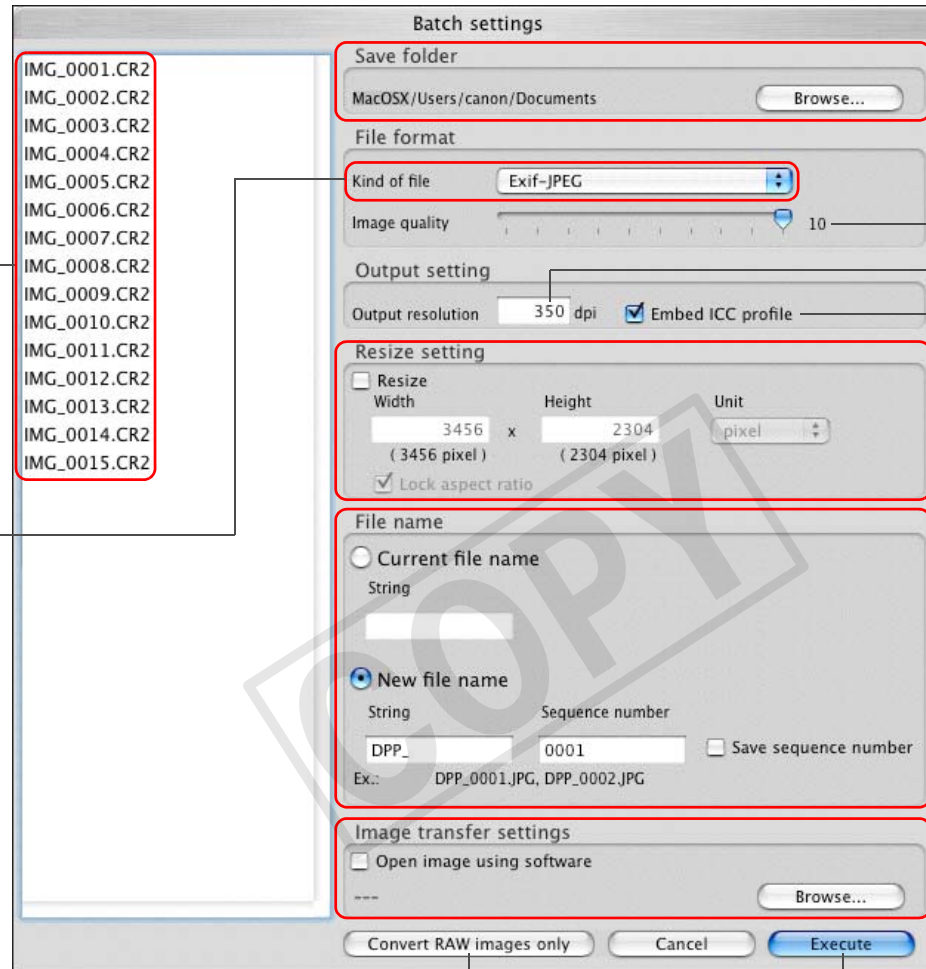 Batch settings
IMG_0001.CR2
IMG_0002.CR2
IMG_0003.CR2
IMG_0004.CR2
IMG_0005.CR2
IMG_0006.CR2
IMG_0007.CR2
IMG_0008.CR2
IMG_0009.CR2
IMG_0010.CR2
IMG_0011.CR2
IMG_0012.CR2
IMG_0013.CR2
IMG_0014.CR2
IMG_0015.CR2
Save folder
MacOSX/Users/canon/Documents Browse...
File format
Kind of file Exif-JPEG
Image quality 10
Output setting
Output resolution 350 dpi Embed ICC profile
Resize setting
Resize
Width Height Unit
3456 x 2304 pixel
( 3456 pixel ) ( 2304 pixel )
Lock aspect ratio
File name
Current file name
String
New file name
String Sequence number
DPP_ 0001 Save sequence number
Ex.: DPP_0001.JPG, DPP_0002.JPG
Image transfer settings
Open image using software
--- Browse...
Convert RAW images only Cancel Execute
COPY